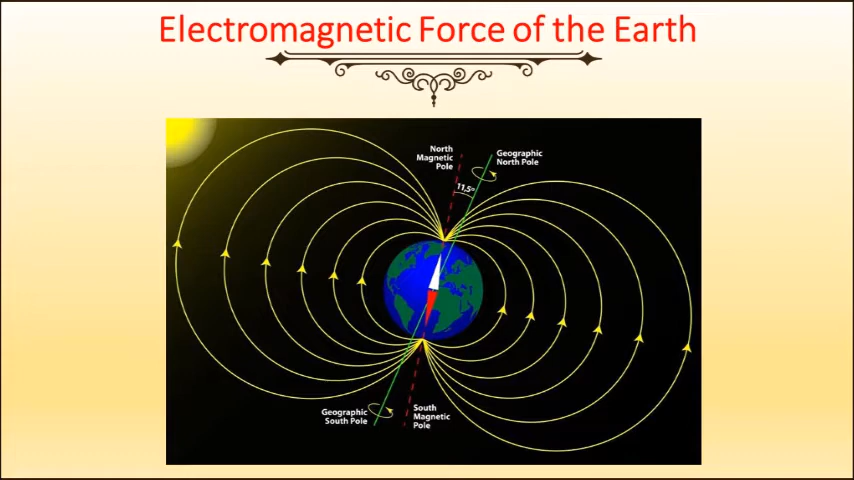 Electromagnetic Force of the Earth
North
Magnetic
Pole
Geographic
North Pole
11,5°
Geographic
South Pole
South
Magnetic
Pole